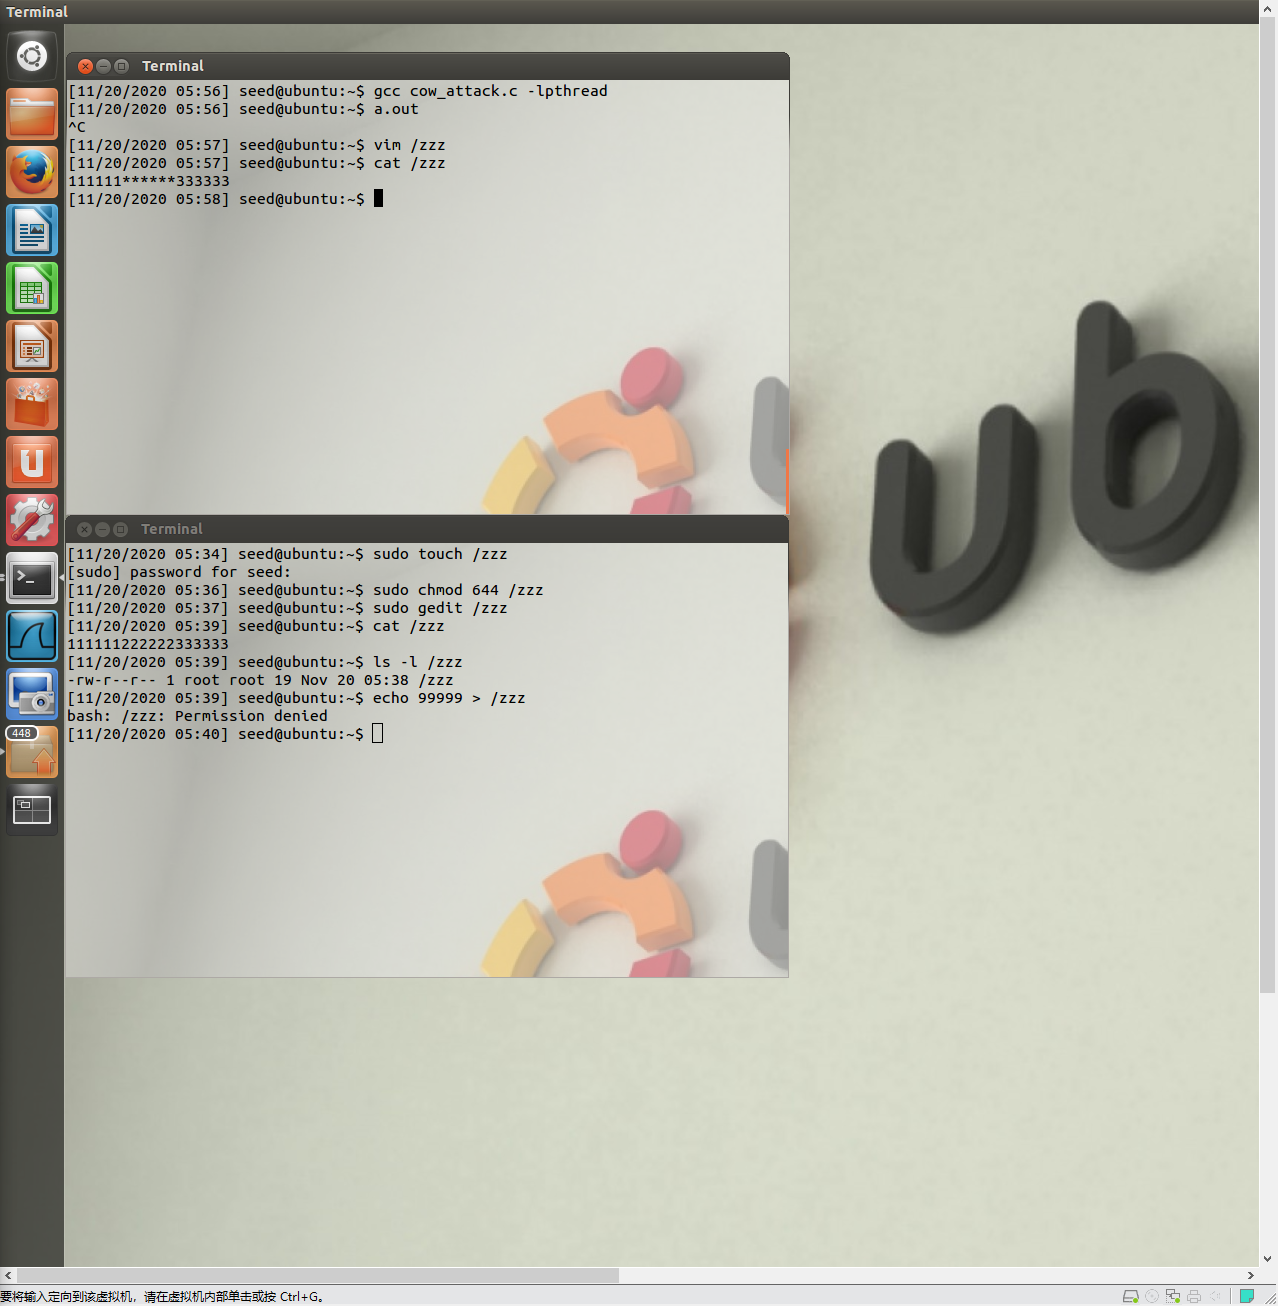 Terminal
Terminal
[11/20/2020 05:56] seed@ubuntu:~$ gcc cow_attack.c -lpthread
[11/20/2020 05:56] seed@ubuntu:~$ a.out
^C
[11/20/2020 05:57] seed@ubuntu:~$ vim /zzz
[11/20/2020 05:57] seed@ubuntu:~$ cat /zzz
111111******333333
[11/20/2020 05:58] seed@ubuntu:~$
Terminal
[11/20/2020 05:34] seed@ubuntu:~$ sudo touch /zzz
[sudo] password for seed:
[11/20/2020 05:36] seed@ubuntu:~$ sudo chmod 644 /zzz
[11/20/2020 05:37] seed@ubuntu:~$ sudo gedit /zzz
[11/20/2020 05:39] seed@ubuntu:~$ cat /zzz
111111222222333333
[11/20/2020 05:39] seed@ubuntu:~$ ls -l /zzz
-rw-r--r-- 1 root root 19 Nov 20 05:38 /zzz
[11/20/2020 05:39] seed@ubuntu:~$ echo 99999 > /zzz
bash: /zzz: Permission denied
[11/20/2020 05:40] seed@ubuntu:~$
448
ub
要将输入定向到该虚拟机，请在虚拟机内部单击或按 Ctrl+G。